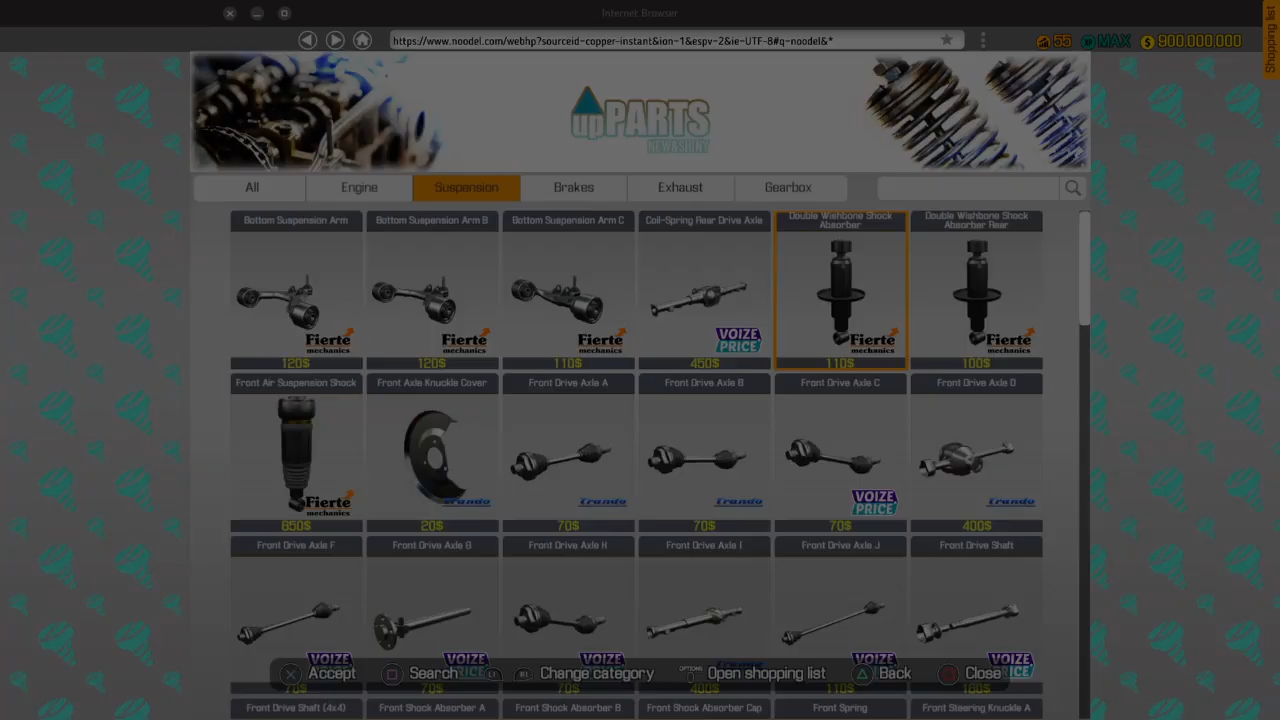 Internet Browser
https://www.noodel.com/webhp?sourceid-copper-instant&ion-1&espv-2&ie-UTF-8#q-noodel&*
55 MAX $ 900.000.000
Shopping list
upPARTS
NEW&SHINY
All Engine Suspension Brakes Exhaust Gearbox
Bottom Suspension Arm
Bottom Suspension Arm B
Bottom Suspension Arm C
Coil-Spring Rear Drive Axle
Double Wishbone Shock
Absorber
Double Wishbone Shock
Absorber Rear
Fierte
mechanics
Fierte
mechanics
Fierte
mechanics
VOIZE
PRICE
Fierte
mechanics
Fierte
mechanics
120$ 120$ 110$ 450$ 110$ 100$
Front Air Suspension Shock
Front Axle Knuckle Cover
Front Drive Axle A
Front Drive Axle B
Front Drive Axle C
Front Drive Axle D
Fierte
mechanics
VOIZE
PRICE
650$ 20$ 70$ 70$ 70$ 400$
Front Drive Axle F
Front Drive Axle G
Front Drive Axle H
Front Drive Axle I
Front Drive Axle J
Front Drive Shaft
VOIZE
VOIZE
VOIZE
VOIZE
VOIZE
Accept Search Change category OPTIONS Open shopping list Back Close
Front Drive Shaft (4x4)
Front Shock Absorber A
Front Shock Absorber B
Front Shock Absorber Cap
Front Spring
Front Steering Knuckle A